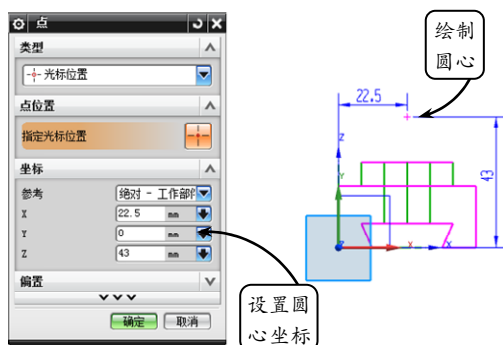 点
类型
光标位置
点位置
指定光标位置
坐标
参考
绝对 - 工作部件
X
22.5
mm
Y
0
mm
Z
43
mm
偏置
确定
取消
绘制
圆心
22.5
43
Z
Y
Z
X
X
设置圆
心坐标